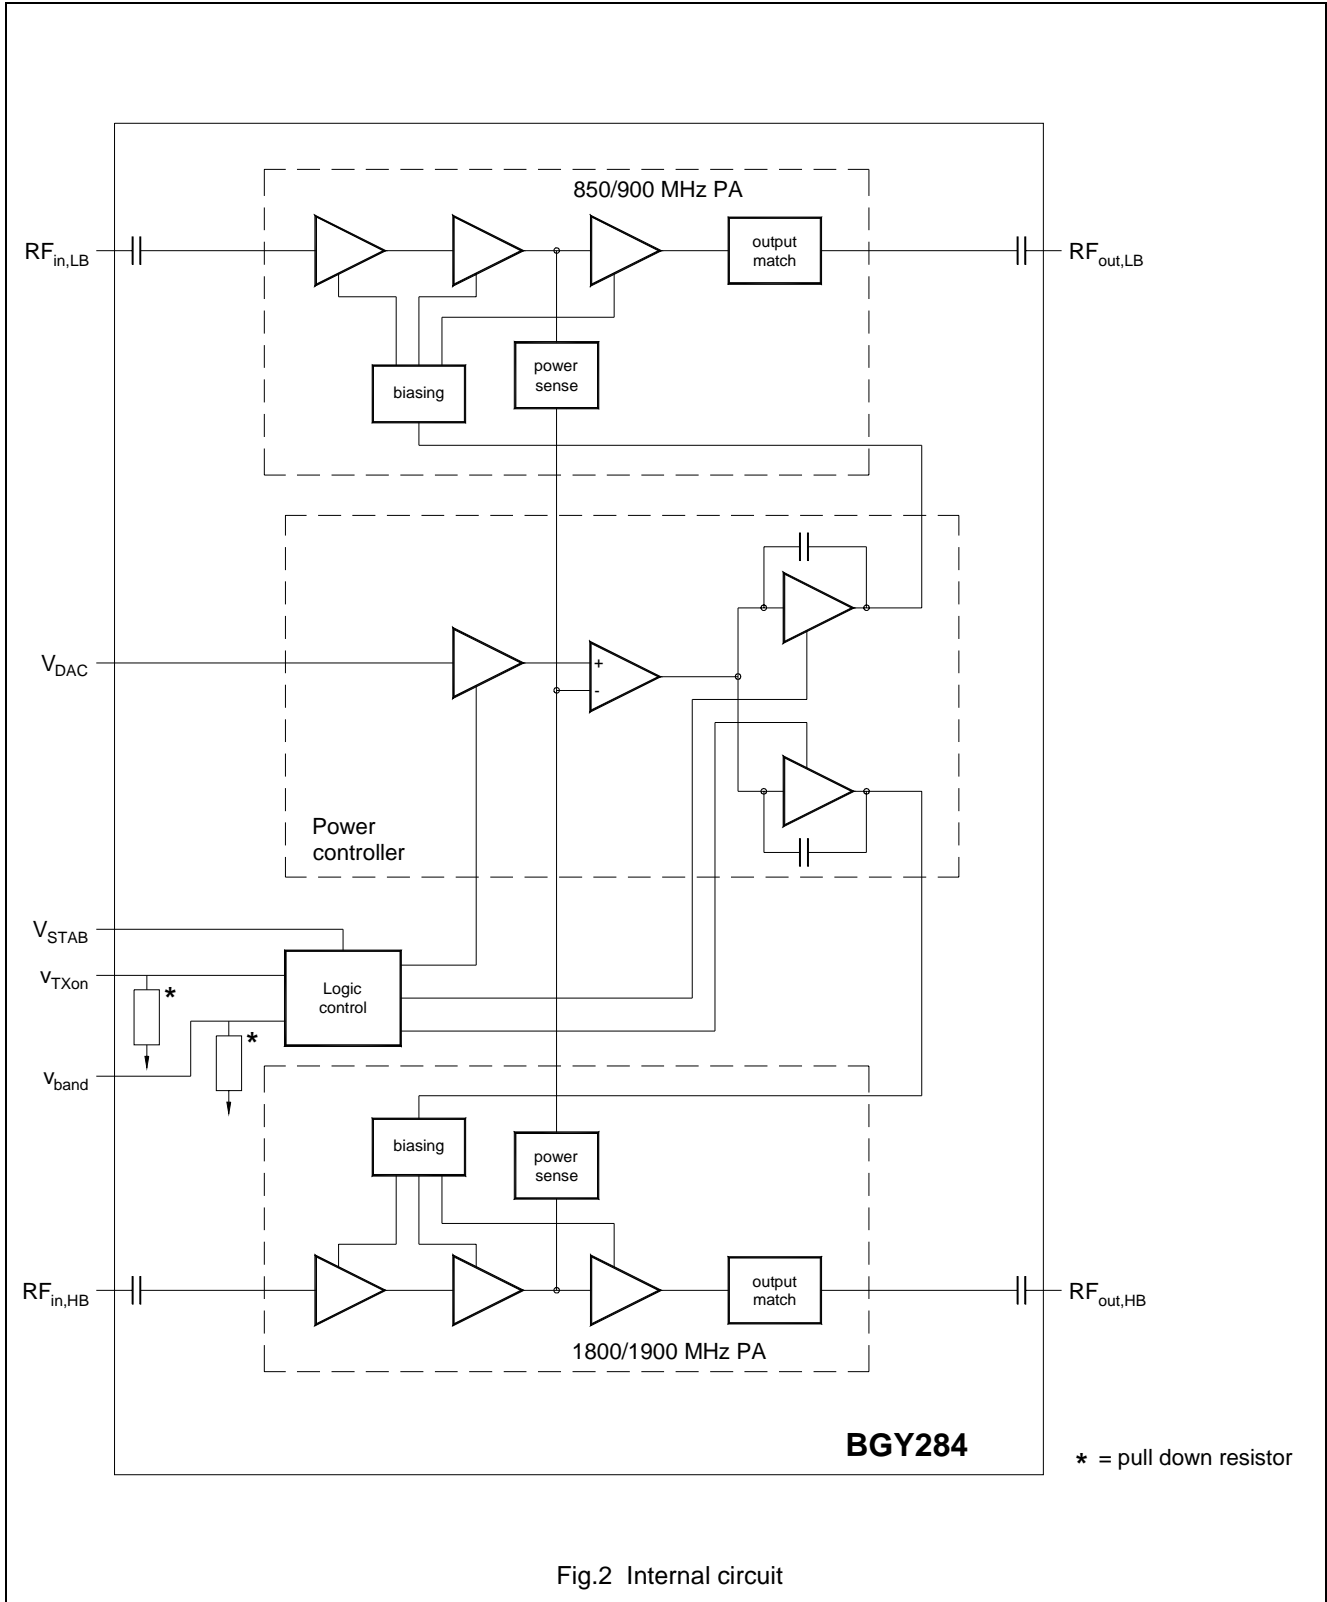 850/900 MHz PA
RFin,LB
output
match
RFout,LB
biasing
power
sense
VDAC
+
-
Power
controller
VSTAB
vTXon
*
Logic
control
*
vband
biasing
power
sense
RFin,HB
output
match
RFout,HB
1800/1900 MHz PA
BGY284
* = pull down resistor
Fig.2 Internal circuit